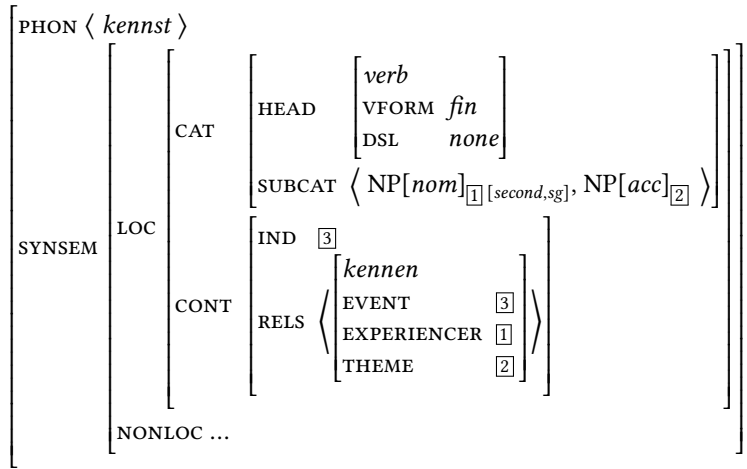 PHON ⟨ kennst ⟩
verb
HEAD VFORM fin
CAT DSL none
SUBCAT ⟨ NP[nom]1 [second,sg], NP[acc]2 ⟩
SYNSEM LOC
IND 3
kennen
CONT RELS ⟨ EVENT 3
EXPERIENCER 1 ⟩
THEME 2
NONLOC ...